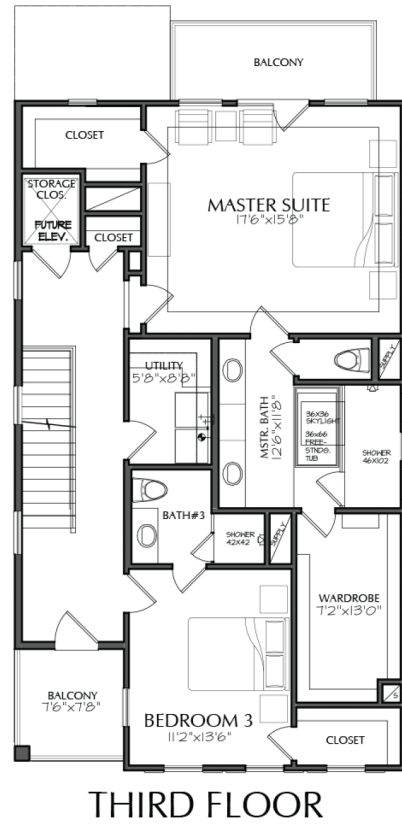 BALCONY
CLOSET
MASTER SUITE
17'6"x15'8"
STORAGE
CLOS.
FUTURE
ELEV.
CLOSET
UTILITY
5'8"x8'8"
SUPPLY
MSTR. BATH
12'6"x11'8"
36X36
SKYLIGHT
36x66
FREE-
STNDG.
TUB
SHOWER
46X102
BATH#3
SHOWER
42X42
SUPPLY
WARDROBE
7'2"x13'0"
BALCONY
7'6"x7'8"
S
BEDROOM 3
11'2"x13'6"
CLOSET
THIRD FLOOR